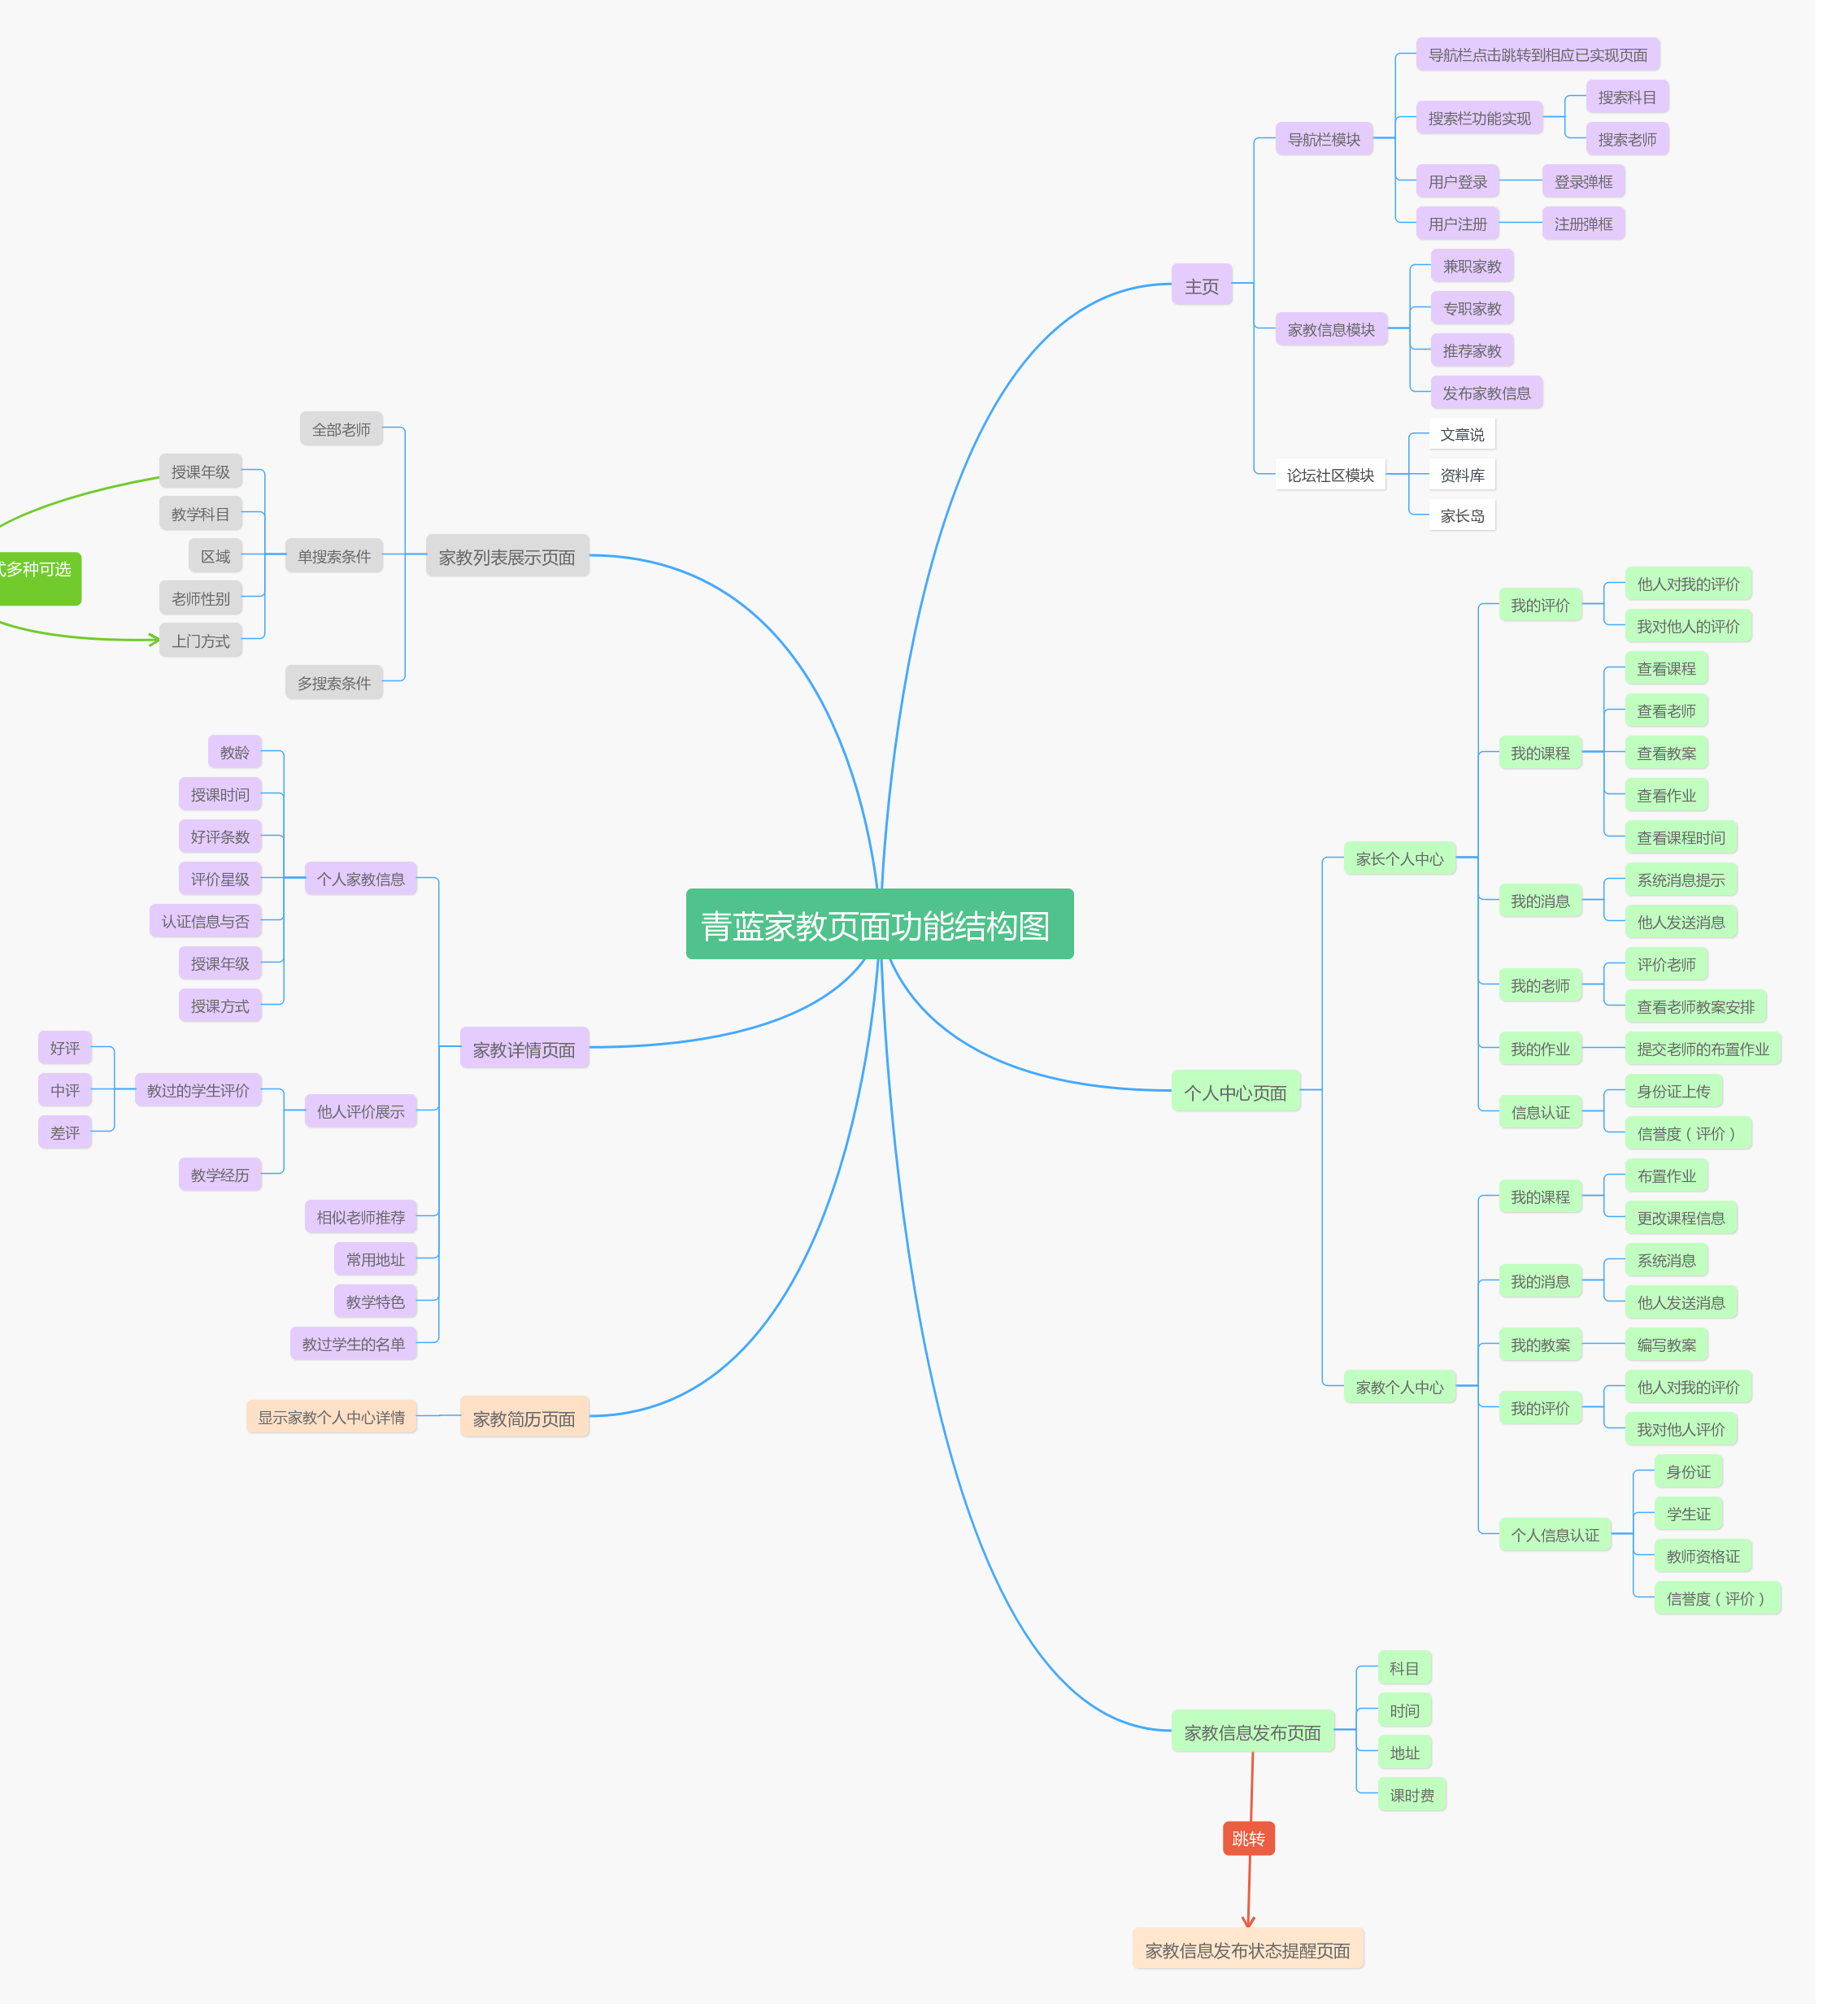 青蓝家教页面功能结构图
主页
导航栏模块
导航栏点击跳转到相应已实现页面
搜索栏功能实现
搜索科目
搜索老师
用户登录
登录弹框
用户注册
注册弹框
家教信息模块
兼职家教
专职家教
推荐家教
发布家教信息
论坛社区模块
文章说
资料库
家长岛
个人中心页面
家长个人中心
我的评价
他人对我的评价
我对他人的评价
我的课程
查看课程
查看老师
查看教案
查看作业
查看课程时间
我的消息
系统消息提示
他人发送消息
我的老师
评价老师
查看老师教案安排
我的作业
提交老师的布置作业
信息认证
身份证上传
信誉度（评价）
家教个人中心
我的课程
布置作业
更改课程信息
我的消息
系统消息
他人发送消息
我的教案
编写教案
我的评价
他人对我的评价
我对他人评价
个人信息认证
身份证
学生证
教师资格证
信誉度（评价）
家教信息发布页面
科目
时间
地址
课时费
跳转
家教信息发布状态提醒页面
家教列表展示页面
全部老师
单搜索条件
授课年级
教学科目
区域
老师性别
上门方式
多搜索条件
式多种可选
家教详情页面
个人家教信息
教龄
授课时间
好评条数
评价星级
认证信息与否
授课年级
授课方式
他人评价展示
教过的学生评价
好评
中评
差评
教学经历
相似老师推荐
常用地址
教学特色
教过学生的名单
家教简历页面
显示家教个人中心详情